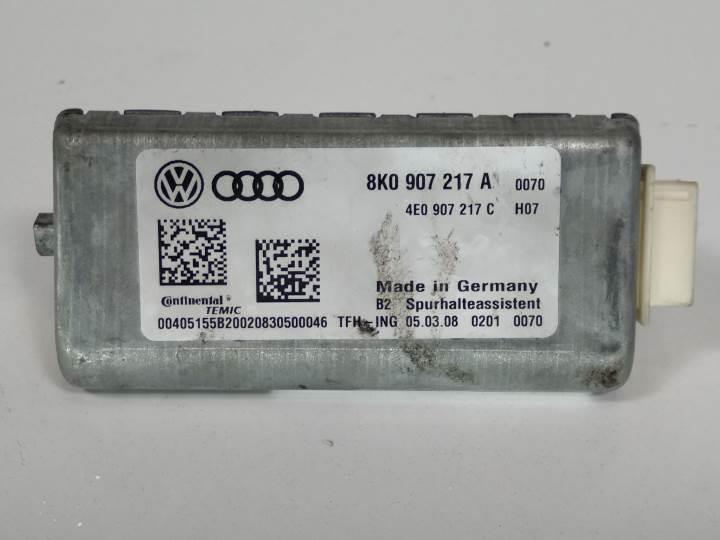 8K0 907 217 A 0070
4E0 907 217 C H07
Continental®
TEMIC
Made in Germany
B2 Spurhalteassistent
00405155B20020830500046 TFH-ING 05.03.08 0201 0070